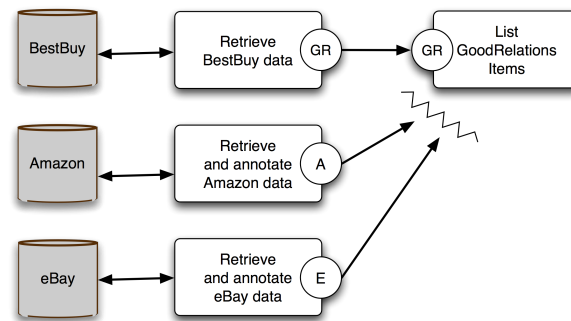 BestBuy
Retrieve
BestBuy data
GR
GR
List
GoodRelations
Items
Amazon
Retrieve
and annotate
Amazon data
A
eBay
Retrieve
and annotate
eBay data
E